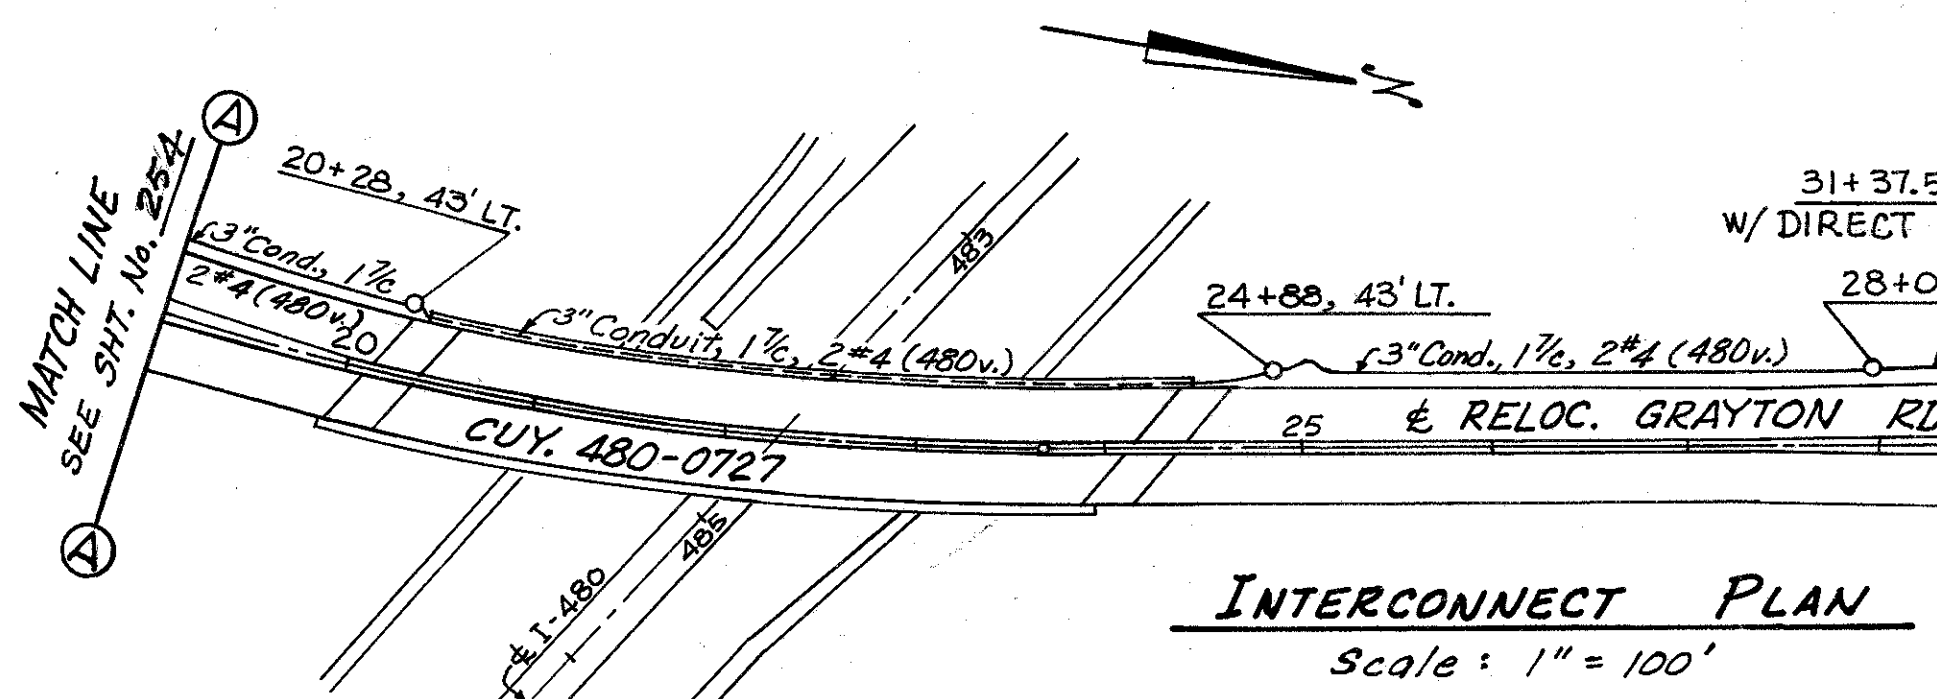 N
A
MATCH LINE
SEE SHT. No. 254
A
20+28, 43' LT.
3"Cond., 1 7/c
2#4 (480v.)
20
3"Conduit, 1 7/c, 2#4 (480v.)
483
31+37.5
W/ DIRECT
28+0
24+88, 43' LT.
3"Cond., 1 7/c, 2#4 (480v.)
25
℄ RELOC. GRAYTON RD
CUY. 480-0727
485
℄ I-480
INTERCONNECT PLAN
Scale: 1" = 100'